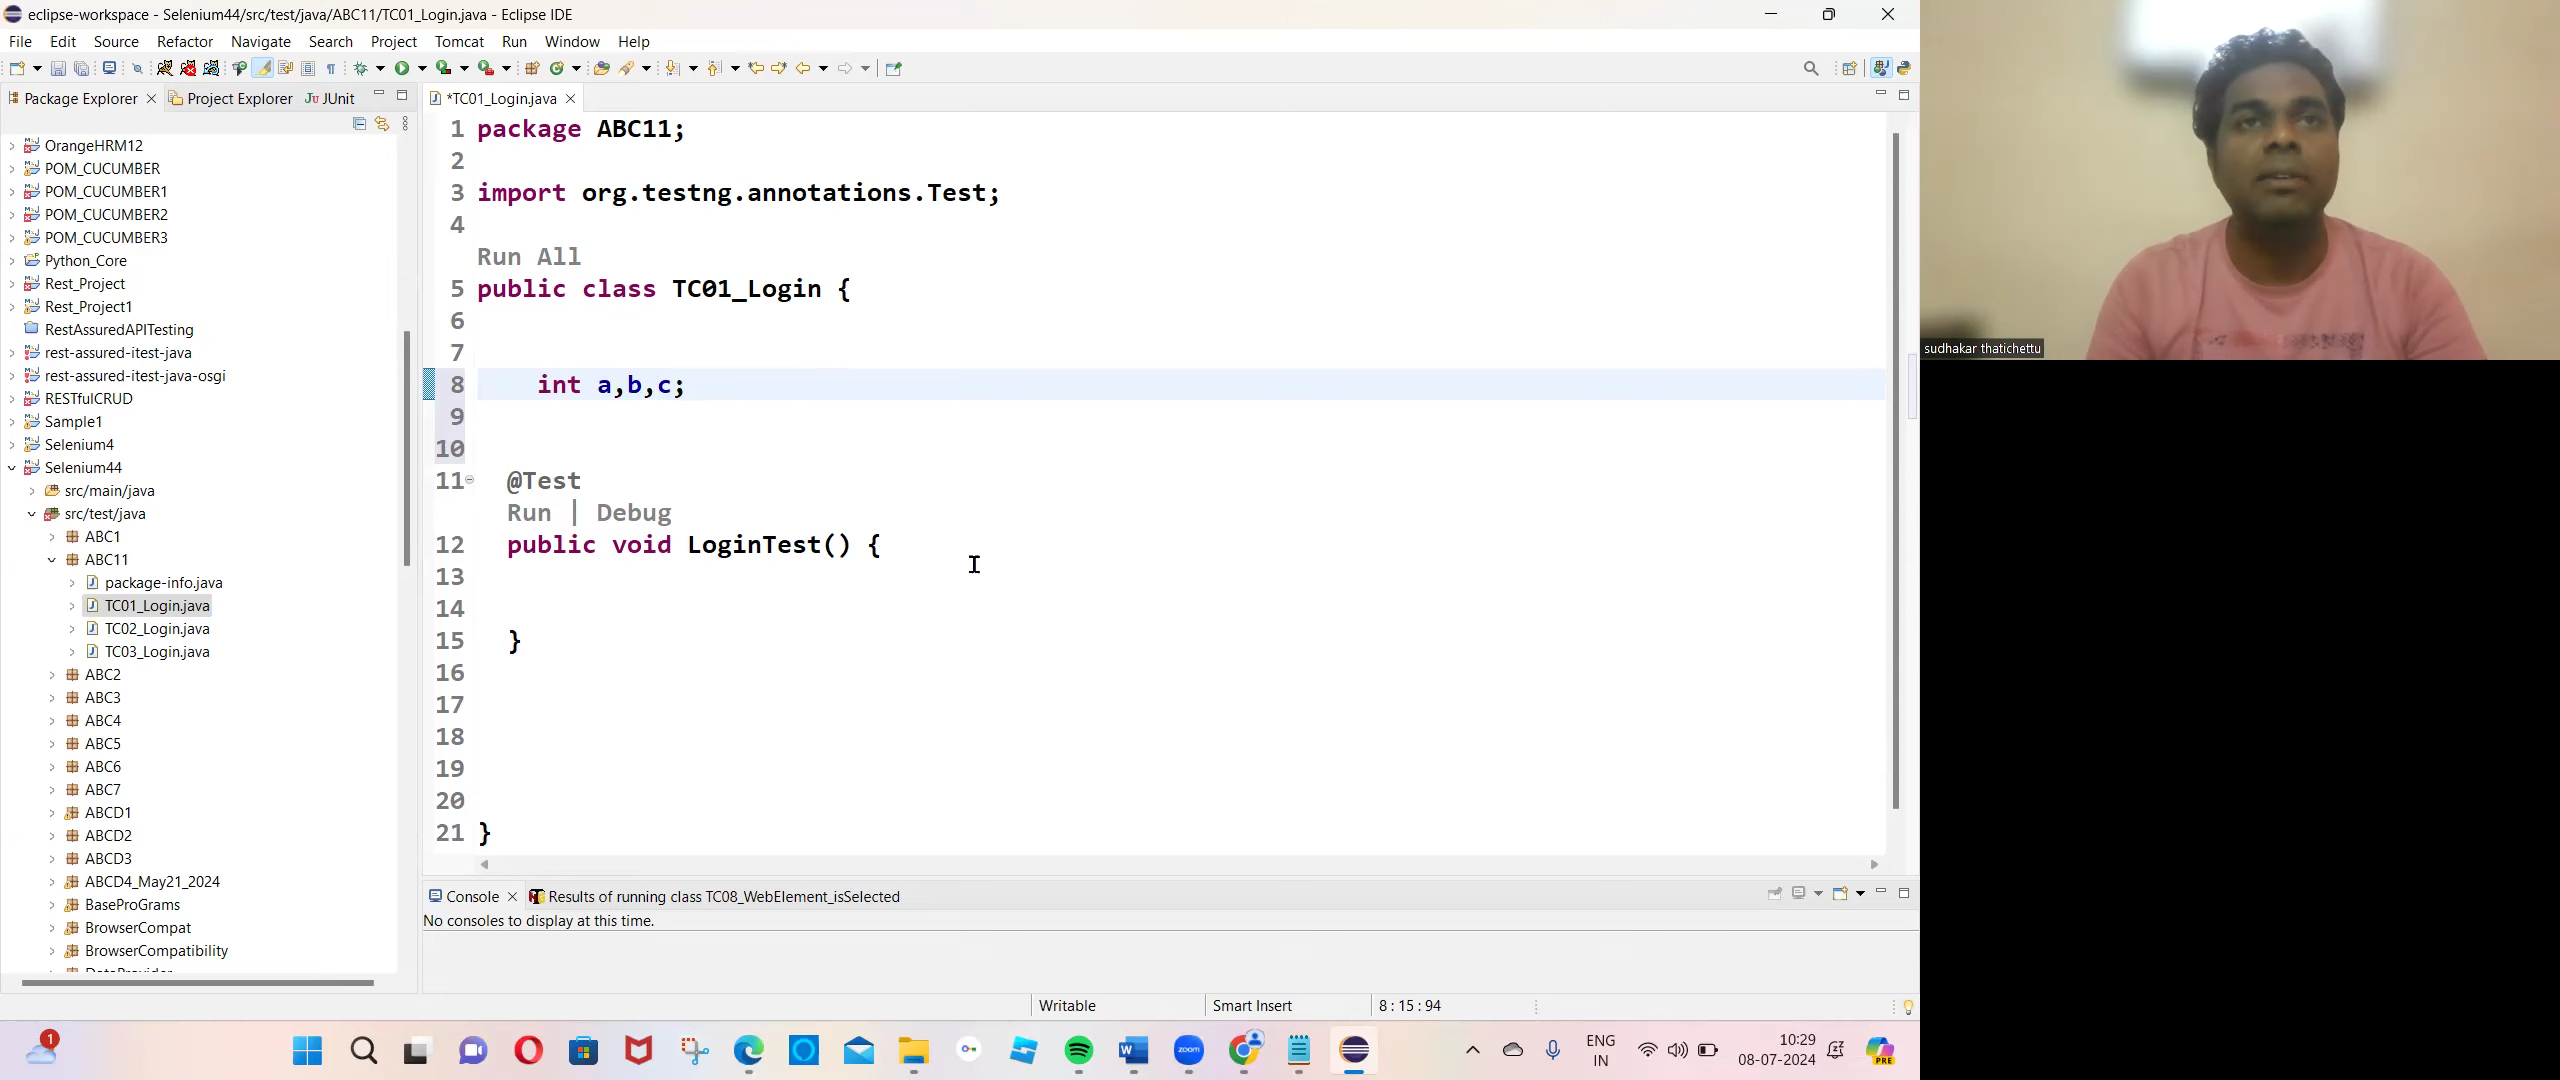 eclipse-workspace - Selenium44/src/test/java/ABC11/TC01_Login.java - Eclipse IDE
File Edit Source Refactor Navigate Search Project Tomcat Run Window Help
Package Explorer Project Explorer JUnit
*TC01_Login.java
OrangeHRM12
POM_CUCUMBER
POM_CUCUMBER1
POM_CUCUMBER2
POM_CUCUMBER3
Python_Core
Rest_Project
Rest_Project1
RestAssuredAPITesting
rest-assured-itest-java
rest-assured-itest-java-osgi
RESTfulCRUD
Sample1
Selenium4
Selenium44
src/main/java
src/test/java
ABC1
ABC11
package-info.java
TC01_Login.java
TC02_Login.java
TC03_Login.java
ABC2
ABC3
ABC4
ABC5
ABC6
ABC7
ABCD1
ABCD2
ABCD3
ABCD4_May21_2024
BaseProGrams
BrowserCompat
BrowserCompatibility
DataProvider
1 package ABC11;
2
3 import org.testng.annotations.Test;
4
Run All
5 public class TC01_Login {
6
7
8 int a,b,c;
9
10
11 @Test
Run | Debug
12 public void LoginTest() {
13
14
15 }
16
17
18
19
20
21 }
Console Results of running class TC08_WebElement_isSelected
No consoles to display at this time.
Writable Smart Insert 8 : 15 : 94
1
zoom
ENG
IN
10:29
08-07-2024
PRE
sudhakar thatichettu